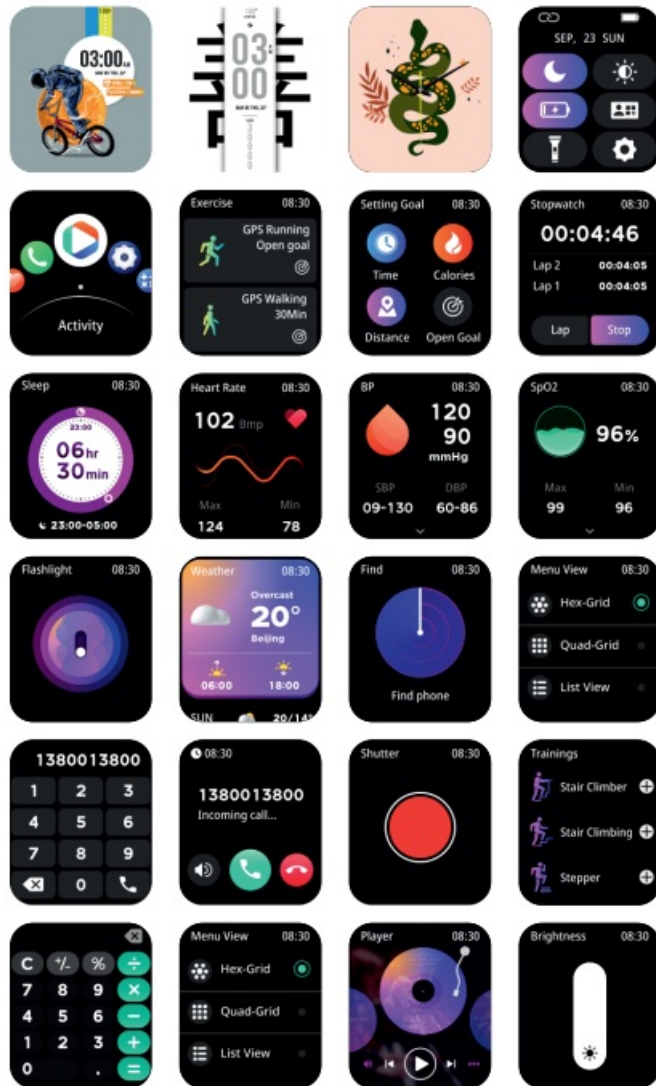 03:00
03
00
SEP, 23 SUN
Activity
Exercise 08:30
GPS Running
Open goal
GPS Walking
30Min
Setting Goal 08:30
Time Calories
Distance Open Goal
Stopwatch 08:30
00:04:46
Lap 2 00:04:05
Lap 1 00:04:05
Lap Stop
Sleep 08:30
23:00
06 hr
30 min
23:00-05:00
Heart Rate 08:30
102 Bmp
Max Min
124 78
BP 08:30
120
90
mmHg
SBP DBP
09-130 60-86
SpO2 08:30
96%
Max Min
99 96
Flashlight 08:30
Weather 08:30
Overcast
20°
Beijing
06:00 18:00
SUN 20/14°
Find 08:30
Find phone
Menu View 08:30
Hex-Grid
Quad-Grid
List View
1380013800
1 2 3
4 5 6
7 8 9
0
08:30
1380013800
Incoming call...
Shutter 08:30
Trainings
Stair Climber
Stair Climbing
Stepper
C +/- % ÷
7 8 9 ×
4 5 6 −
1 2 3 +
0 . =
Menu View 08:30
Hex-Grid
Quad-Grid
List View
Player 08:30
Brightness 08:30